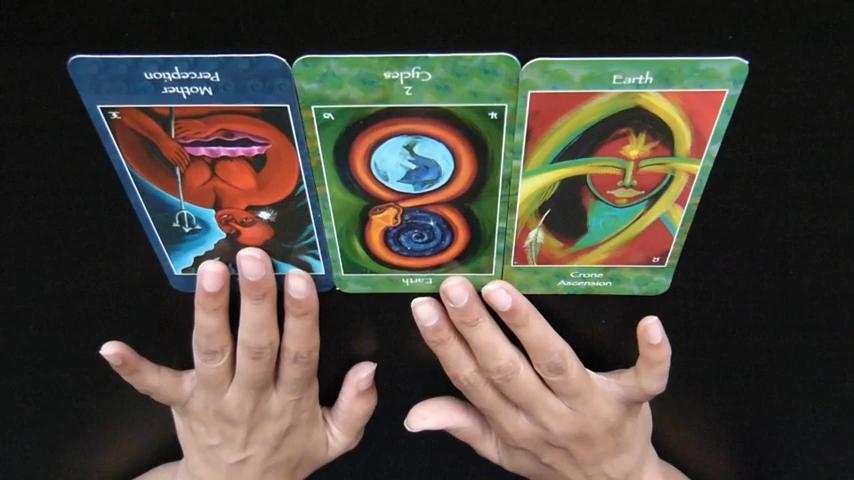 Mother
Perception
2
Cycles
Earth
Earth
Crone
Ascension